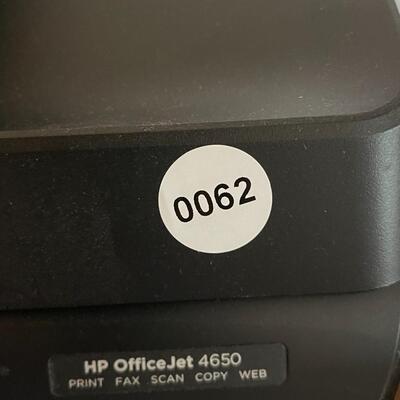 0062
HP OfficeJet 4650
PRINT FAX SCAN COPY WEB